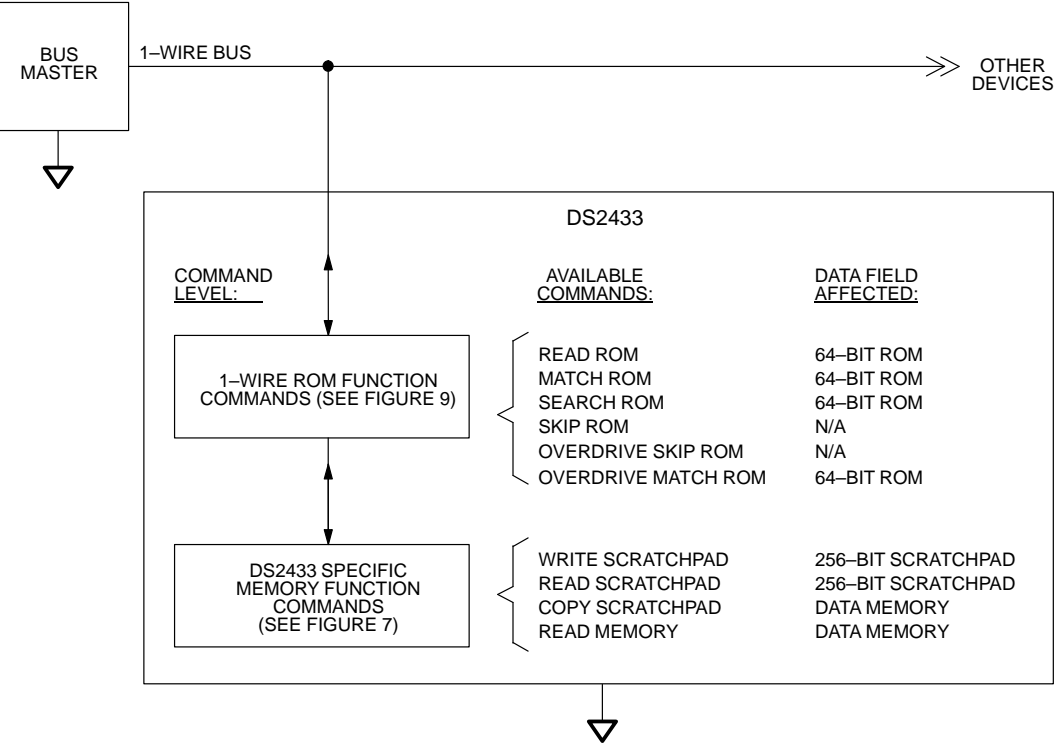 BUS
MASTER
1–WIRE BUS
OTHER
DEVICES
DS2433
COMMAND
LEVEL:
AVAILABLE
COMMANDS:
DATA FIELD
AFFECTED:
1–WIRE ROM FUNCTION
COMMANDS (SEE FIGURE 9)
READ ROM 64–BIT ROM
MATCH ROM 64–BIT ROM
SEARCH ROM 64–BIT ROM
SKIP ROM N/A
OVERDRIVE SKIP ROM N/A
OVERDRIVE MATCH ROM 64–BIT ROM
DS2433 SPECIFIC
MEMORY FUNCTION
COMMANDS
(SEE FIGURE 7)
WRITE SCRATCHPAD 256–BIT SCRATCHPAD
READ SCRATCHPAD 256–BIT SCRATCHPAD
COPY SCRATCHPAD DATA MEMORY
READ MEMORY DATA MEMORY